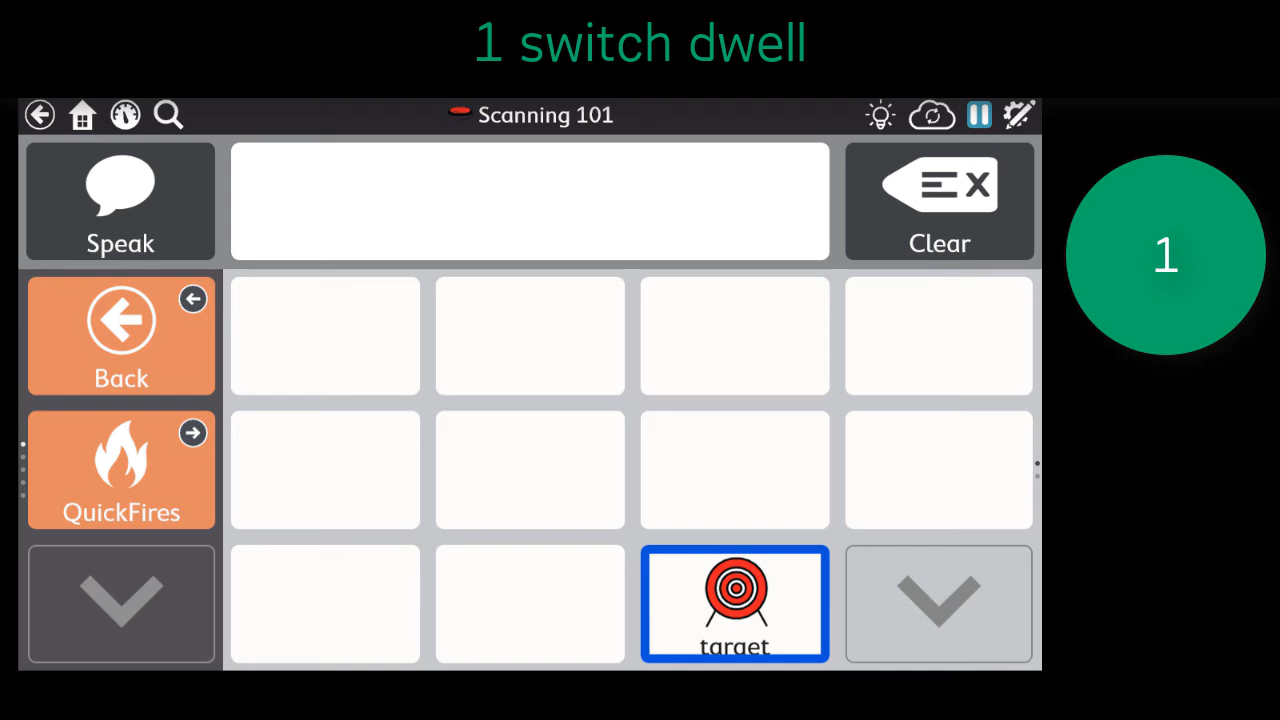 1 switch dwell
Scanning 101
Speak
Clear
1
Back
QuickFires
target